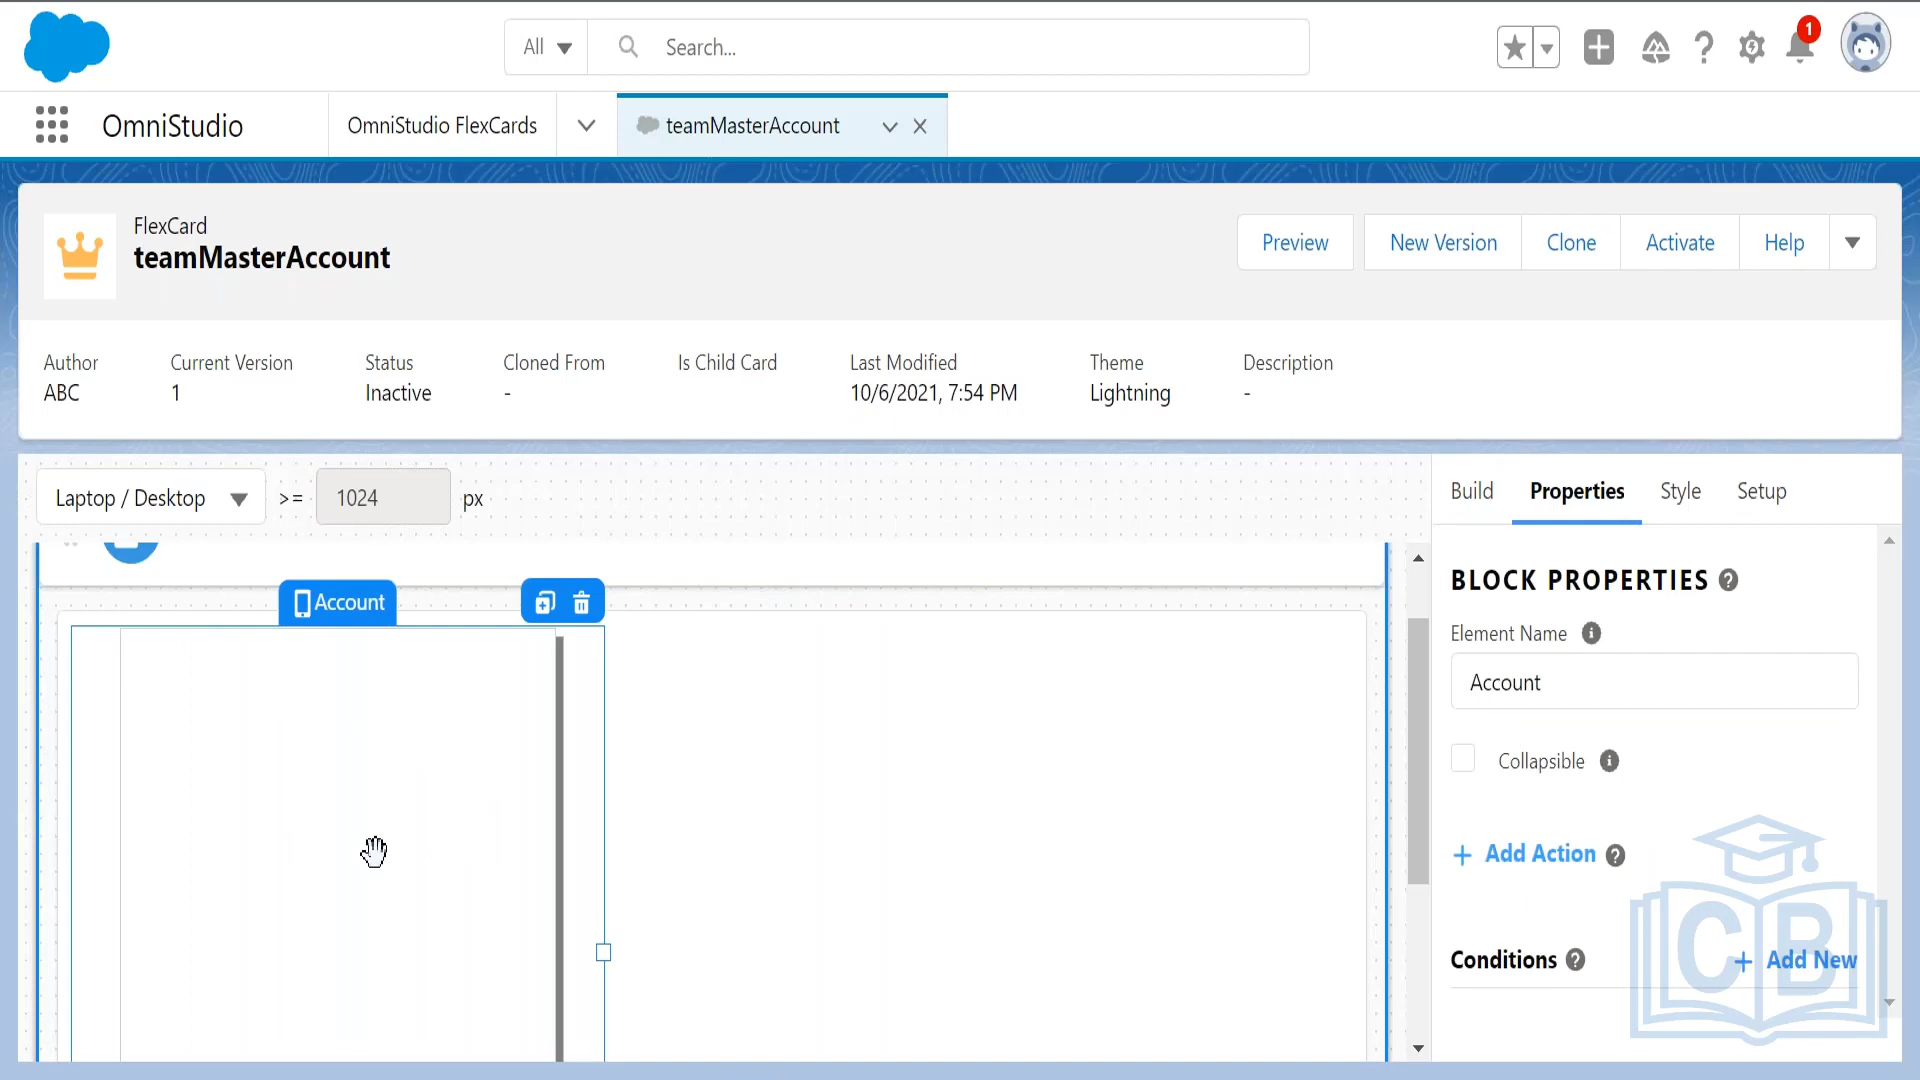 All
Search...
1
OmniStudio
OmniStudio FlexCards
teamMasterAccount
FlexCard
teamMasterAccount
Preview
New Version
Clone
Activate
Help
Author
Current Version
Status
Cloned From
Is Child Card
Last Modified
Theme
Description
ABC
1
Inactive
-
10/6/2021, 7:54 PM
Lightning
-
Laptop / Desktop
>=
1024
px
Build
Properties
Style
Setup
Account
BLOCK PROPERTIES
Element Name
Account
Collapsible
+ Add Action
Conditions
+ Add New
CB